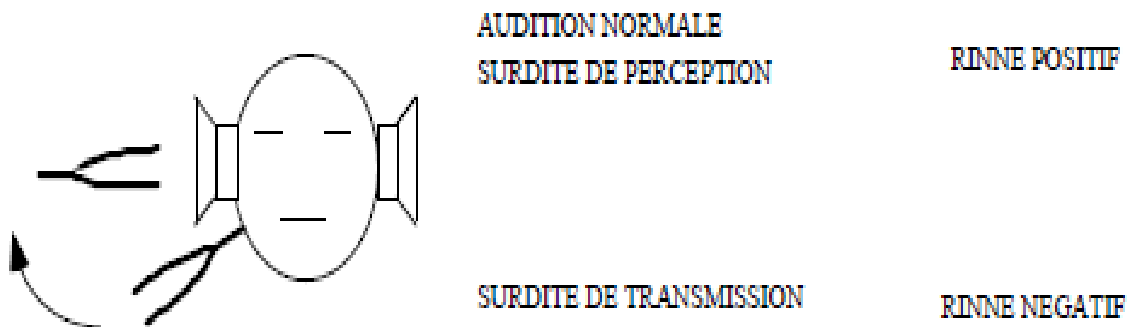 AUDITION NORMALE
SURDITE DE PERCEPTION
RINNE POSITIF
SURDITE DE TRANSMISSION
RINNE NEGATIF